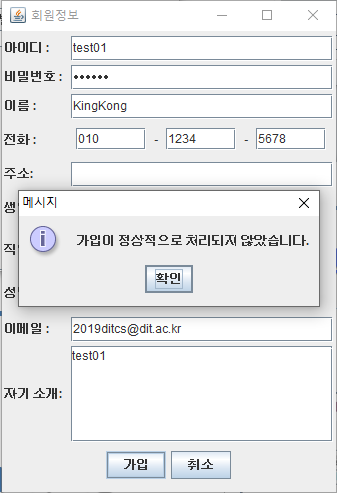 회원정보
아이디 : test01
비밀번호 : ••••••
이름 : KingKong
전화 : 010 - 1234 - 5678
주소:
메시지
생
가입이 정상적으로 처리되지 않았습니다.
직
확인
성
이메일 : 2019ditcs@dit.ac.kr
test01
자기 소개:
가입 취소